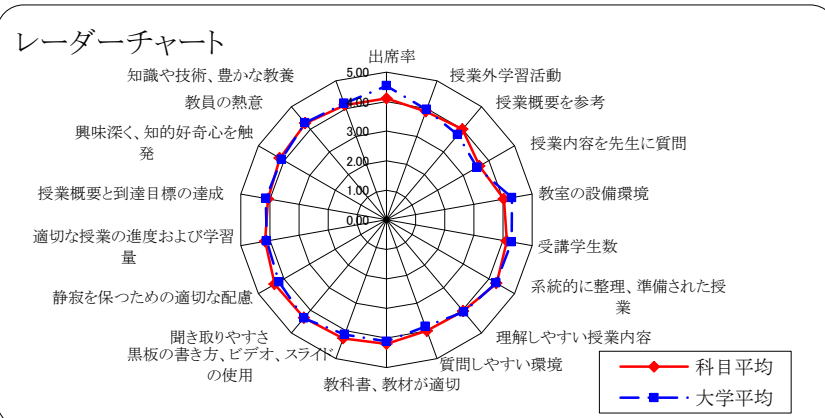 レーダーチャート
出席率
授業外学習活動
授業概要を参考
授業内容を先生に質問
教室の設備環境
受講学生数
系統的に整理、準備された授
業
理解しやすい授業内容
質問しやすい環境
教科書、教材が適切
黒板の書き方、ビデオ、スライド
の使用
聞き取りやすさ
静寂を保つための適切な配慮
適切な授業の進度および学習
量
授業概要と到達目標の達成
興味深く、知的好奇心を触
発
教員の熱意
知識や技術、豊かな教養
5.00
4.00
3.00
2.00
1.00
0.00
科目平均
大学平均